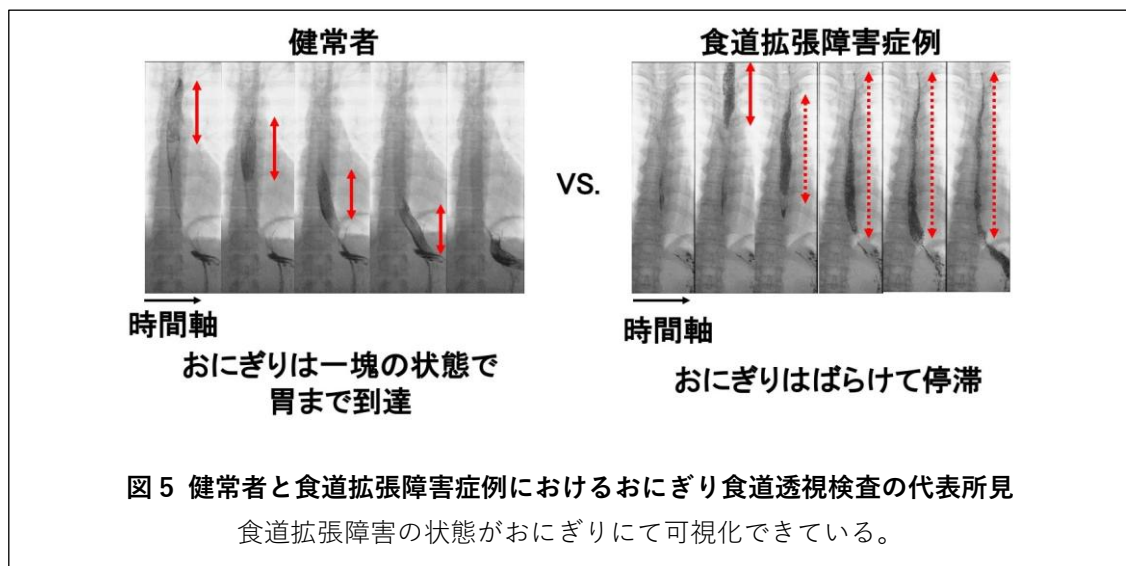 健常者
食道拡張障害症例
VS.
時間軸
おにぎりは一塊の状態で
胃まで到達
時間軸
おにぎりはばらけて停滞
図 5 健常者と食道拡張障害症例におけるおにぎり食道透視検査の代表所見
食道拡張障害の状態がおにぎりにて可視化できている。